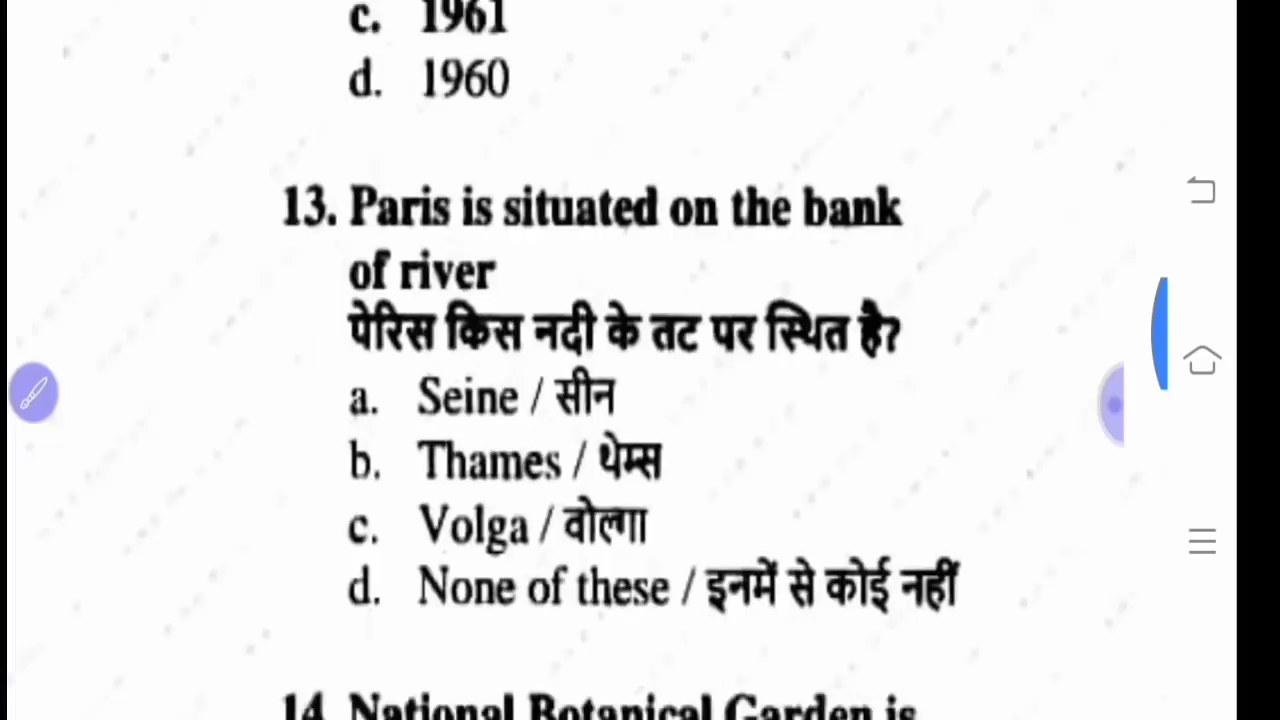 c. 1961
d. 1960
13. Paris is situated on the bank
of river
पेरिस किस नदी के तट पर स्थित है?
a. Seine / सीन
b. Thames / थेम्स
c. Volga / वोल्गा
d. None of these / इनमें से कोई नहीं
14. National Botanical Garden is